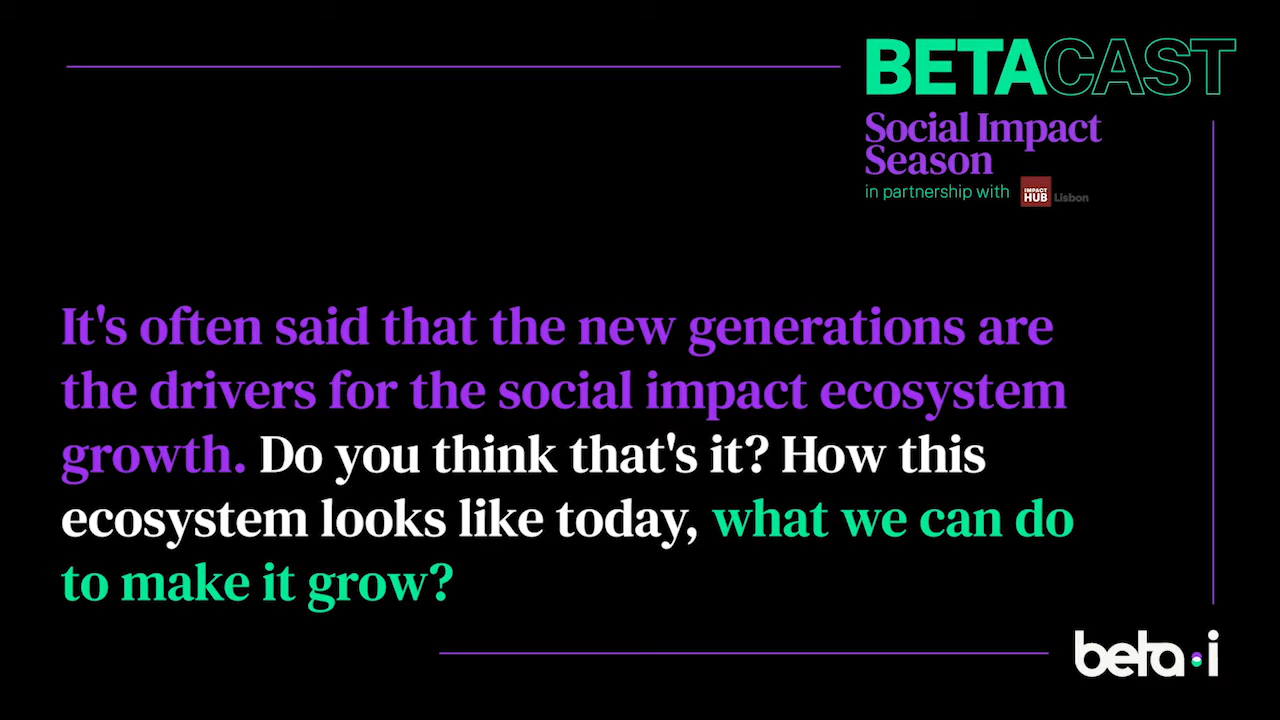 BETACAST
Social Impact
Season
in partnership with IMPACT HUB Lisbon
It's often said that the new generations are
the drivers for the social impact ecosystem
growth. Do you think that's it? How this
ecosystem looks like today, what we can do
to make it grow?
beta-i